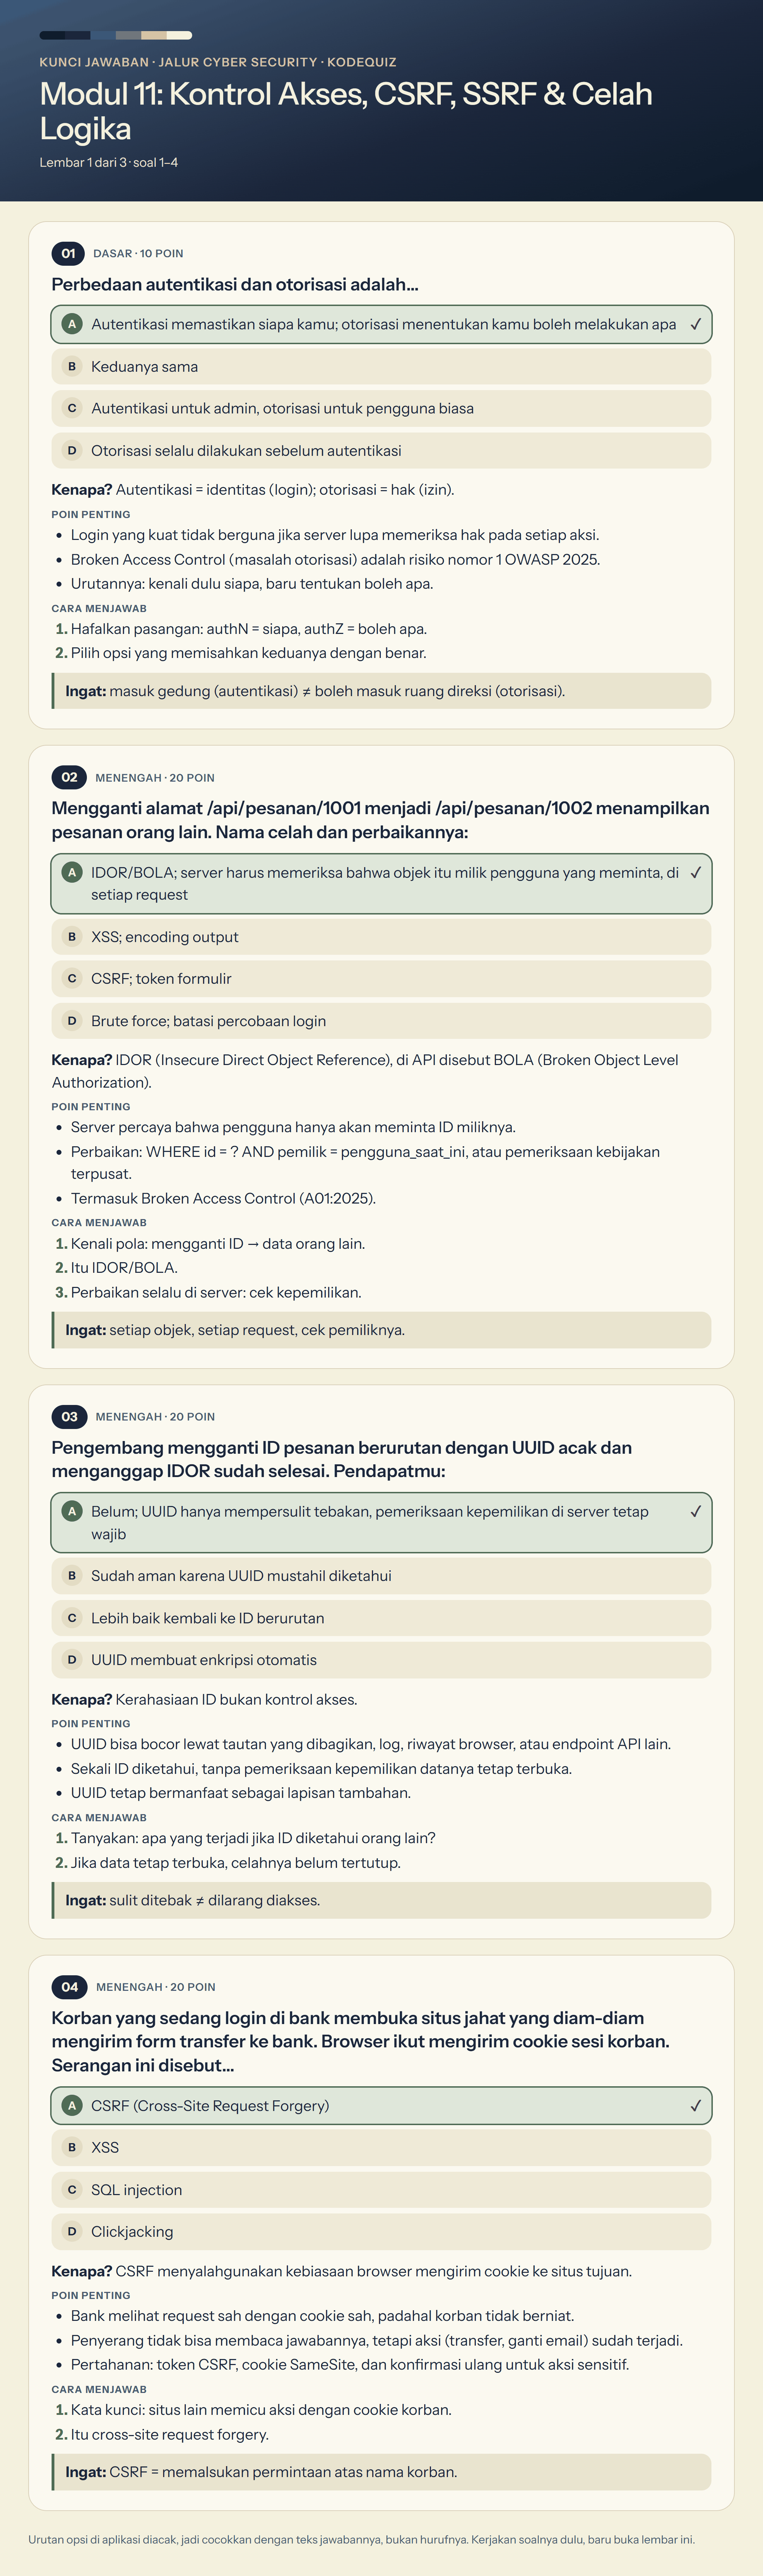 KUNCI JAWABAN · JALUR CYBER SECURITY · KODEQUIZ
Modul 11: Kontrol Akses, CSRF, SSRF & Celah
Logika
Lembar 1 dari 3 · soal 1–4
01 DASAR · 10 POIN
Perbedaan autentikasi dan otorisasi adalah...
A Autentikasi memastikan siapa kamu; otorisasi menentukan kamu boleh melakukan apa ✓
B Keduanya sama
C Autentikasi untuk admin, otorisasi untuk pengguna biasa
D Otorisasi selalu dilakukan sebelum autentikasi
Kenapa? Autentikasi = identitas (login); otorisasi = hak (izin).
POIN PENTING
• Login yang kuat tidak berguna jika server lupa memeriksa hak pada setiap aksi.
• Broken Access Control (masalah otorisasi) adalah risiko nomor 1 OWASP 2025.
• Urutannya: kenali dulu siapa, baru tentukan boleh apa.
CARA MENJAWAB
1. Hafalkan pasangan: authN = siapa, authZ = boleh apa.
2. Pilih opsi yang memisahkan keduanya dengan benar.
Ingat: masuk gedung (autentikasi) ≠ boleh masuk ruang direksi (otorisasi).
02 MENENGAH · 20 POIN
Mengganti alamat /api/pesanan/1001 menjadi /api/pesanan/1002 menampilkan
pesanan orang lain. Nama celah dan perbaikannya:
A IDOR/BOLA; server harus memeriksa bahwa objek itu milik pengguna yang meminta, di ✓
setiap request
B XSS; encoding output
C CSRF; token formulir
D Brute force; batasi percobaan login
Kenapa? IDOR (Insecure Direct Object Reference), di API disebut BOLA (Broken Object Level
Authorization).
POIN PENTING
• Server percaya bahwa pengguna hanya akan meminta ID miliknya.
• Perbaikan: WHERE id = ? AND pemilik = pengguna_saat_ini, atau pemeriksaan kebijakan
terpusat.
• Termasuk Broken Access Control (A01:2025).
CARA MENJAWAB
1. Kenali pola: mengganti ID → data orang lain.
2. Itu IDOR/BOLA.
3. Perbaikan selalu di server: cek kepemilikan.
Ingat: setiap objek, setiap request, cek pemiliknya.
03 MENENGAH · 20 POIN
Pengembang mengganti ID pesanan berurutan dengan UUID acak dan
menganggap IDOR sudah selesai. Pendapatmu:
A Belum; UUID hanya mempersulit tebakan, pemeriksaan kepemilikan di server tetap ✓
wajib
B Sudah aman karena UUID mustahil diketahui
C Lebih baik kembali ke ID berurutan
D UUID membuat enkripsi otomatis
Kenapa? Kerahasiaan ID bukan kontrol akses.
POIN PENTING
• UUID bisa bocor lewat tautan yang dibagikan, log, riwayat browser, atau endpoint API lain.
• Sekali ID diketahui, tanpa pemeriksaan kepemilikan datanya tetap terbuka.
• UUID tetap bermanfaat sebagai lapisan tambahan.
CARA MENJAWAB
1. Tanyakan: apa yang terjadi jika ID diketahui orang lain?
2. Jika data tetap terbuka, celahnya belum tertutup.
Ingat: sulit ditebak ≠ dilarang diakses.
04 MENENGAH · 20 POIN
Korban yang sedang login di bank membuka situs jahat yang diam-diam
mengirim form transfer ke bank. Browser ikut mengirim cookie sesi korban.
Serangan ini disebut...
A CSRF (Cross-Site Request Forgery) ✓
B XSS
C SQL injection
D Clickjacking
Kenapa? CSRF menyalahgunakan kebiasaan browser mengirim cookie ke situs tujuan.
POIN PENTING
• Bank melihat request sah dengan cookie sah, padahal korban tidak berniat.
• Penyerang tidak bisa membaca jawabannya, tetapi aksi (transfer, ganti email) sudah terjadi.
• Pertahanan: token CSRF, cookie SameSite, dan konfirmasi ulang untuk aksi sensitif.
CARA MENJAWAB
1. Kata kunci: situs lain memicu aksi dengan cookie korban.
2. Itu cross-site request forgery.
Ingat: CSRF = memalsukan permintaan atas nama korban.
Urutan opsi di aplikasi diacak, jadi cocokkan dengan teks jawabannya, bukan hurufnya. Kerjakan soalnya dulu, baru buka lembar ini.